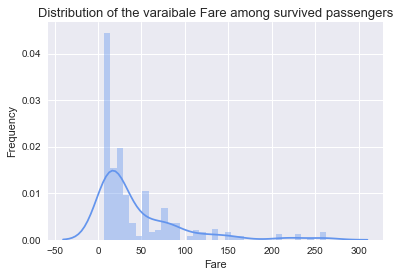 Distribution of the varaibale Fare among survived passengers
0.04
0.03
0.02
0.01
0.00
Frequency
−50 0 50 100 150 200 250 300
Fare